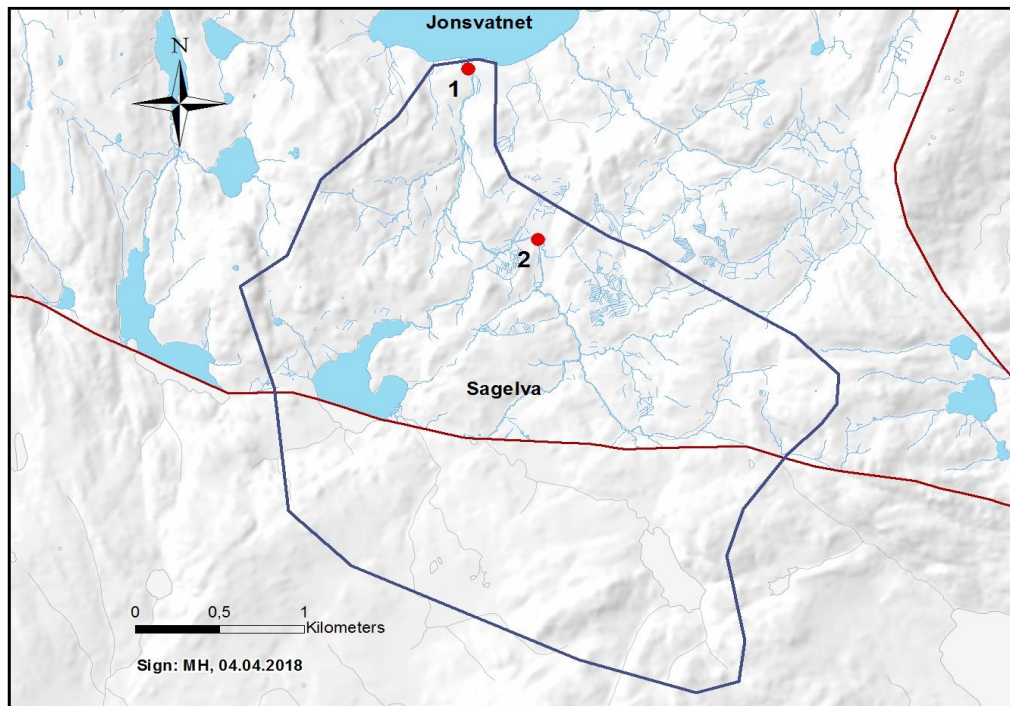 Jonsvatnet
N
1
2
Sagelva
0 0,5 1
Kilometers
Sign: MH, 04.04.2018